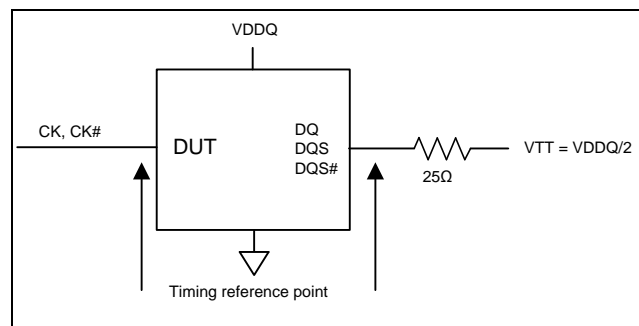 VDDQ
CK, CK#
DUT
DQ
DQS
DQS#
25Ω
VTT = VDDQ/2
Timing reference point